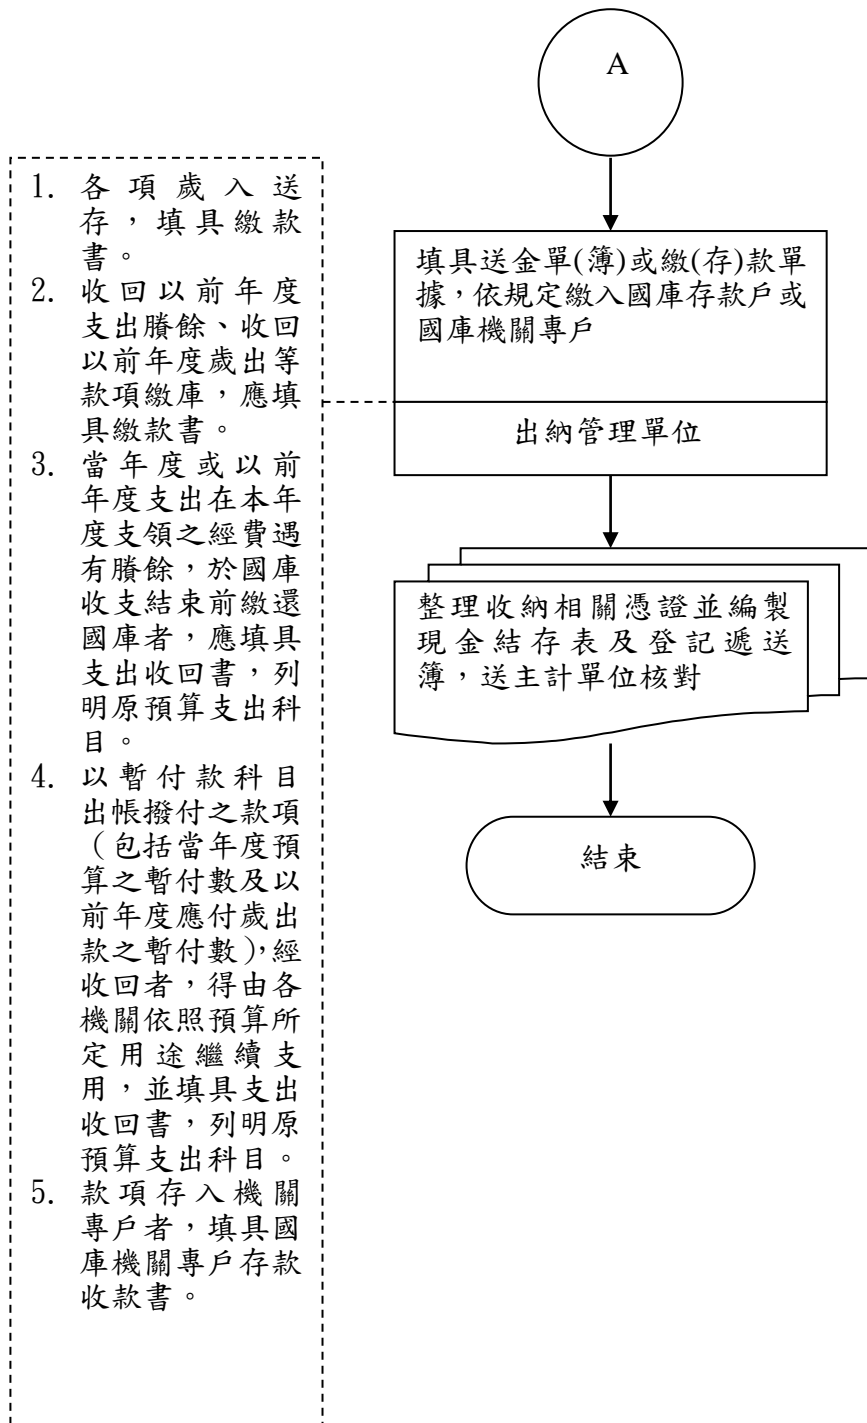 A
1. 各項歲入送
存，填具繳款
書。
2. 收回以前年度
支出賸餘、收回
以前年度歲出等
款項繳庫，應填
具繳款書。
3. 當年度或以前
年度支出在本年
度支領之經費遇
有賸餘，於國庫
收支結束前繳還
國庫者，應填具
支出收回書，列
明原預算支出科
目。
4. 以暫付款科目
出帳撥付之款項
（包括當年度預
算之暫付數及以
前年度應付歲出
款之暫付數），經
收回者，得由各
機關依照預算所
定用途繼續支
用，並填具支出
收回書，列明原
預算支出科目。
5. 款項存入機關
專戶者，填具國
庫機關專戶存款
收款書。
填具送金單(簿)或繳(存)款單
據，依規定繳入國庫存款戶或
國庫機關專戶
出納管理單位
整理收納相關憑證並編製
現金結存表及登記遞送
簿，送主計單位核對
結束